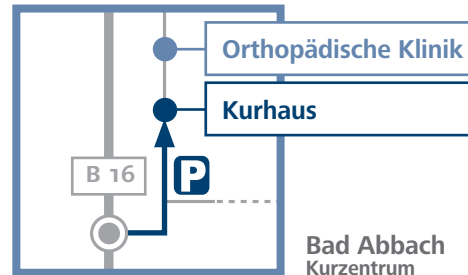 Orthopädische Klinik
Kurhaus
B 16
P
Bad Abbach
Kurzentrum